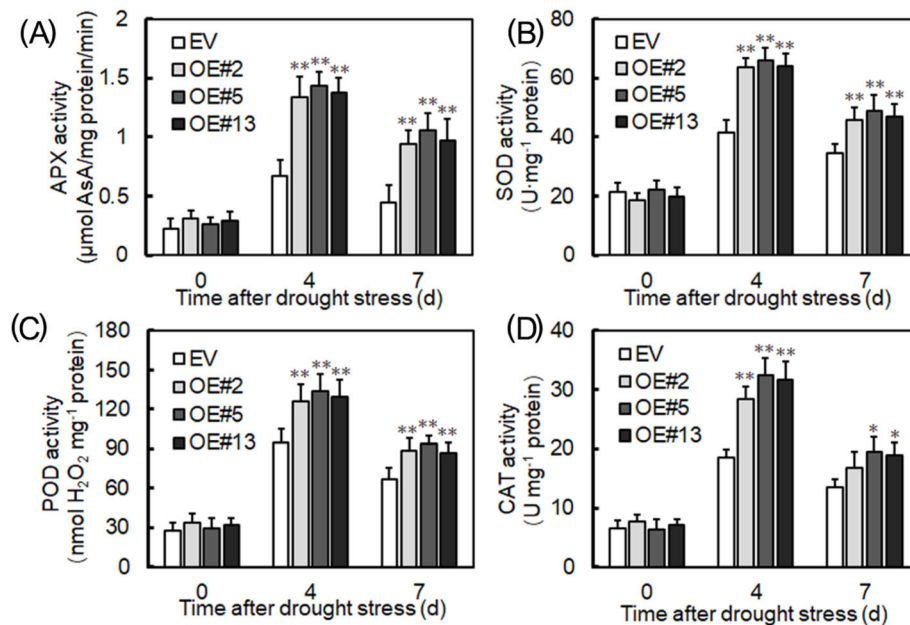 (A)
APX activity
(μmol AsA/mg protein/min)
2
1.5
1
0.5
0
EV
OE#2
OE#5
OE#13
** ** **
** ** **
0 4 7
Time after drought stress (d)
(B)
SOD activity
(U·mg⁻¹ protein)
80
60
40
20
0
EV
OE#2
OE#5
OE#13
** ** **
** ** **
0 4 7
Time after drought stress (d)
(C)
POD activity
(nmol H₂O₂ mg⁻¹ protein)
180
150
120
90
60
30
0
EV
OE#2
OE#5
OE#13
** ** **
** ** **
0 4 7
Time after drought stress (d)
(D)
CAT activity
(U mg⁻¹ protein)
40
30
20
10
0
EV
OE#2
OE#5
OE#13
** ** **
* *
0 4 7
Time after drought stress (d)